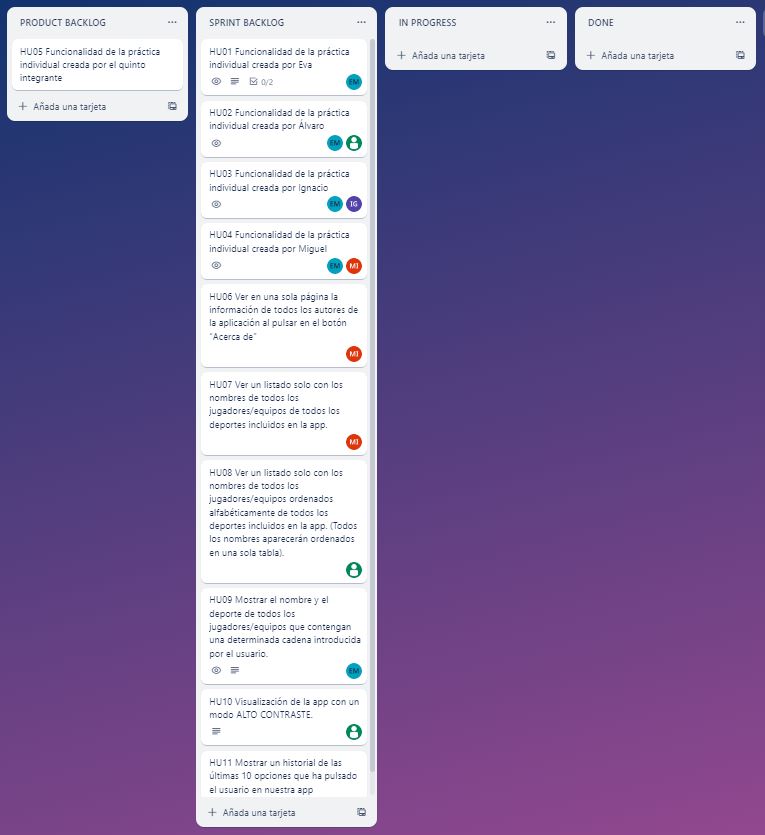 PRODUCT BACKLOG
HU05 Funcionalidad de la práctica
individual creada por el quinto
integrante
Añada una tarjeta
SPRINT BACKLOG
HU01 Funcionalidad de la práctica
individual creada por Eva
0/2
EM
HU02 Funcionalidad de la práctica
individual creada por Álvaro
EM
HU03 Funcionalidad de la práctica
individual creada por Ignacio
EM IG
HU04 Funcionalidad de la práctica
individual creada por Miguel
EM MI
HU06 Ver en una sola página la
información de todos los autores de
la aplicación al pulsar en el botón
"Acerca de"
MI
HU07 Ver un listado solo con los
nombres de todos los
jugadores/equipos de todos los
deportes incluidos en la app.
MI
HU08 Ver un listado solo con los
nombres de todos los
jugadores/equipos ordenados
alfabéticamente de todos los
deportes incluidos en la app. (Todos
los nombres aparecerán ordenados
en una sola tabla).
HU09 Mostrar el nombre y el
deporte de todos los
jugadores/equipos que contengan
una determinada cadena introducida
por el usuario.
EM
HU10 Visualización de la app con un
modo ALTO CONTRASTE.
HU11 Mostrar un historial de las
últimas 10 opciones que ha pulsado
el usuario en nuestra app
Añada una tarjeta
IN PROGRESS
Añada una tarjeta
DONE
Añada una tarjeta